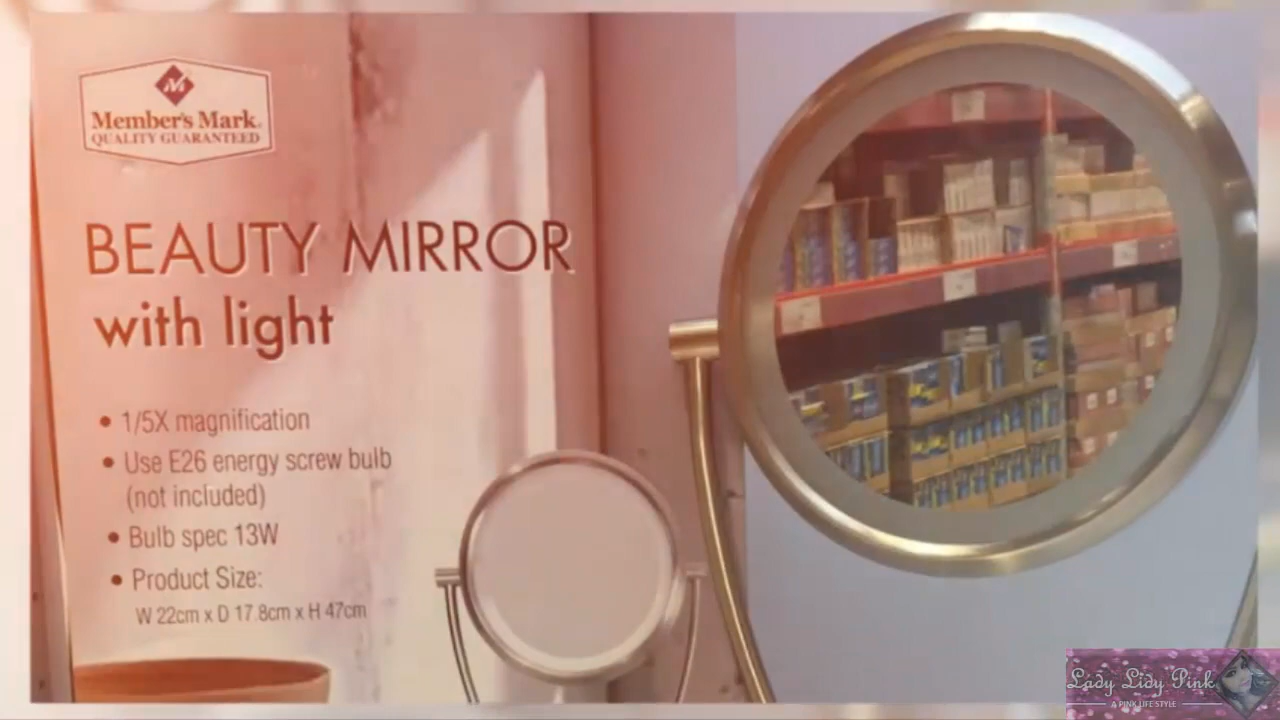 Member's Mark
QUALITY GUARANTEED
BEAUTY MIRROR
with light
• 1/5X magnification
• Use E26 energy screw bulb
(not included)
• Bulb spec 13W
• Product Size:
W 22cm x D 17.8cm x H 47cm
Lady Lidy Pink
A PINK LIFE STYLE